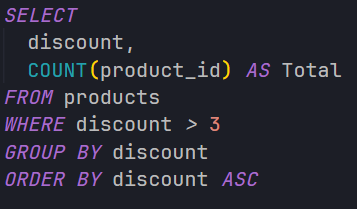 SELECT
  discount,
  COUNT(product_id) AS Total
FROM products
WHERE discount > 3
GROUP BY discount
ORDER BY discount ASC